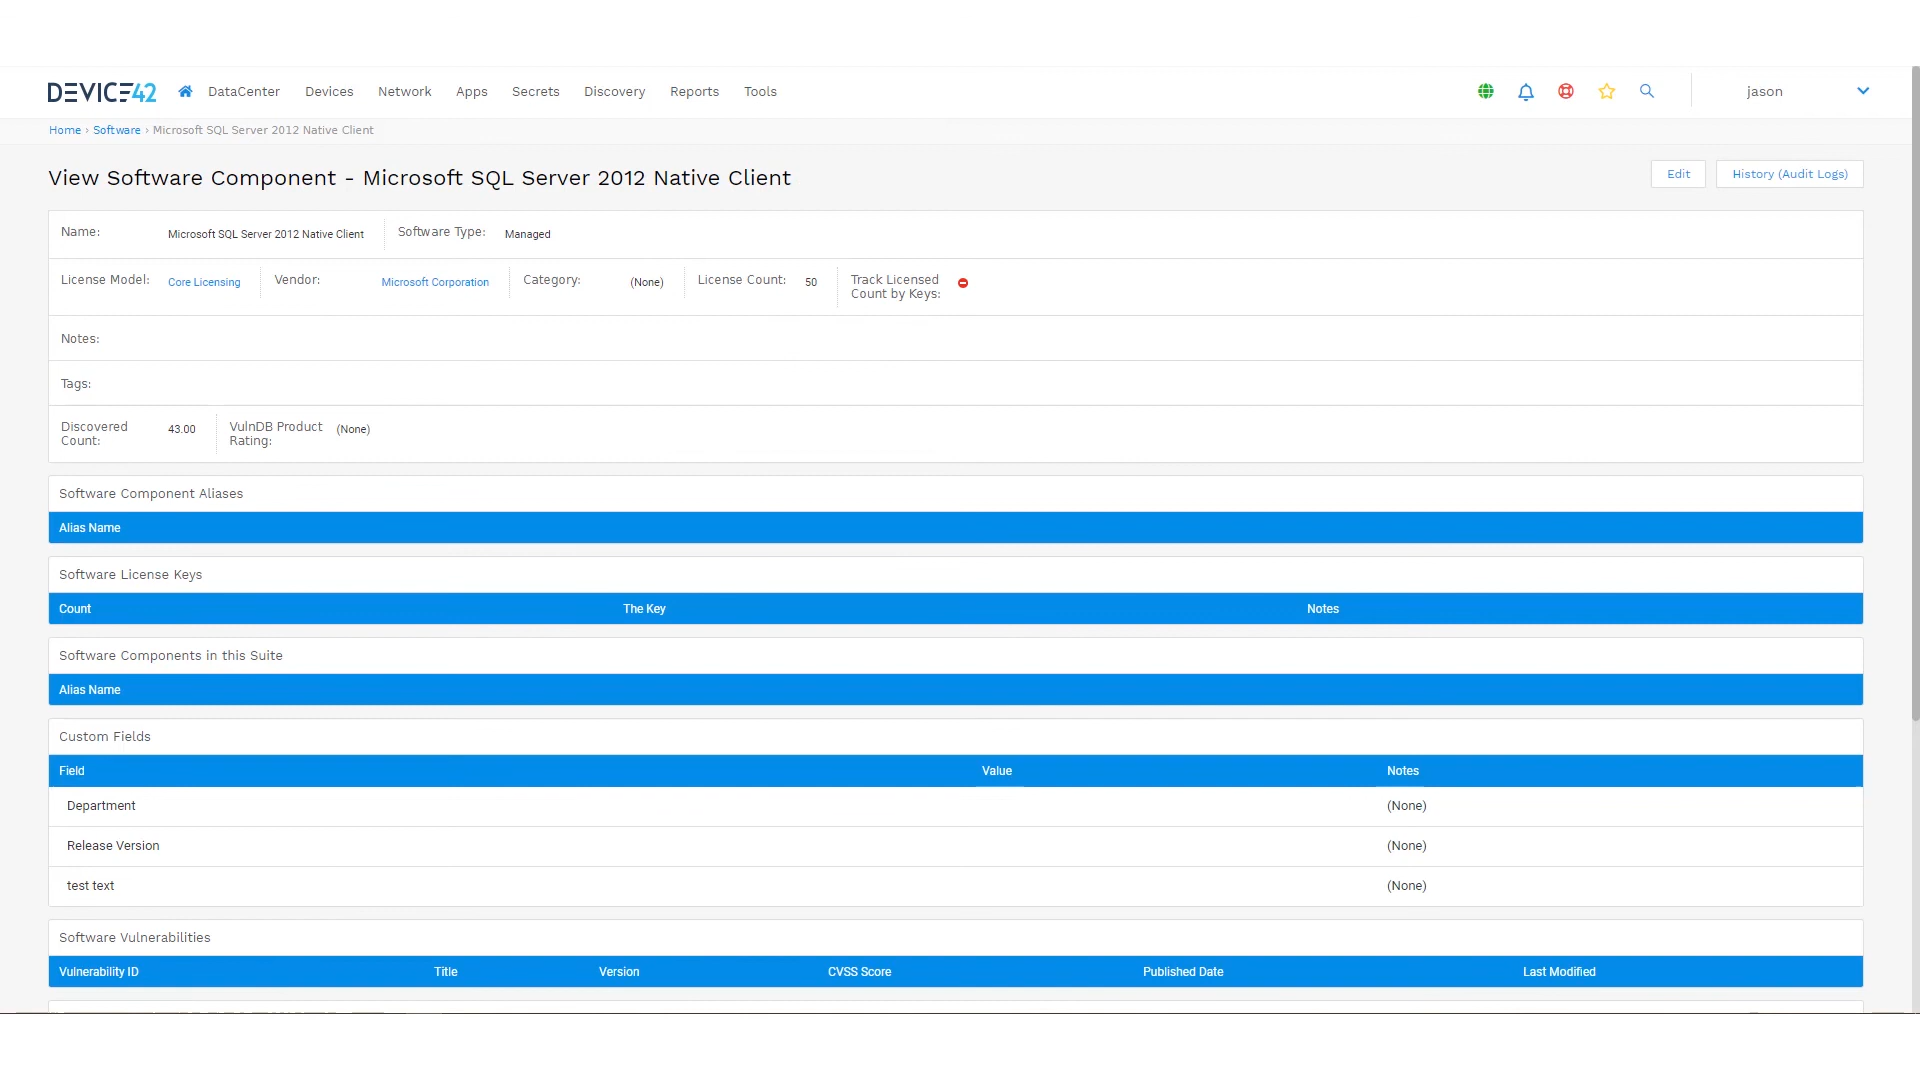 DEVICE42 DataCenter Devices Network Apps Secrets Discovery Reports Tools jason
Home › Software › Microsoft SQL Server 2012 Native Client
View Software Component - Microsoft SQL Server 2012 Native Client
Edit History (Audit Logs)
Name: Microsoft SQL Server 2012 Native Client Software Type: Managed
License Model: Core Licensing Vendor: Microsoft Corporation Category: (None) License Count: 50 Track Licensed
Count by Keys:
Notes:
Tags:
Discovered
Count: 43.00 VulnDB Product
Rating: (None)
Software Component Aliases
Alias Name
Software License Keys
Count The Key Notes
Software Components in this Suite
Alias Name
Custom Fields
Field Value Notes
Department (None)
Release Version (None)
test text (None)
Software Vulnerabilities
Vulnerability ID Title Version CVSS Score Published Date Last Modified